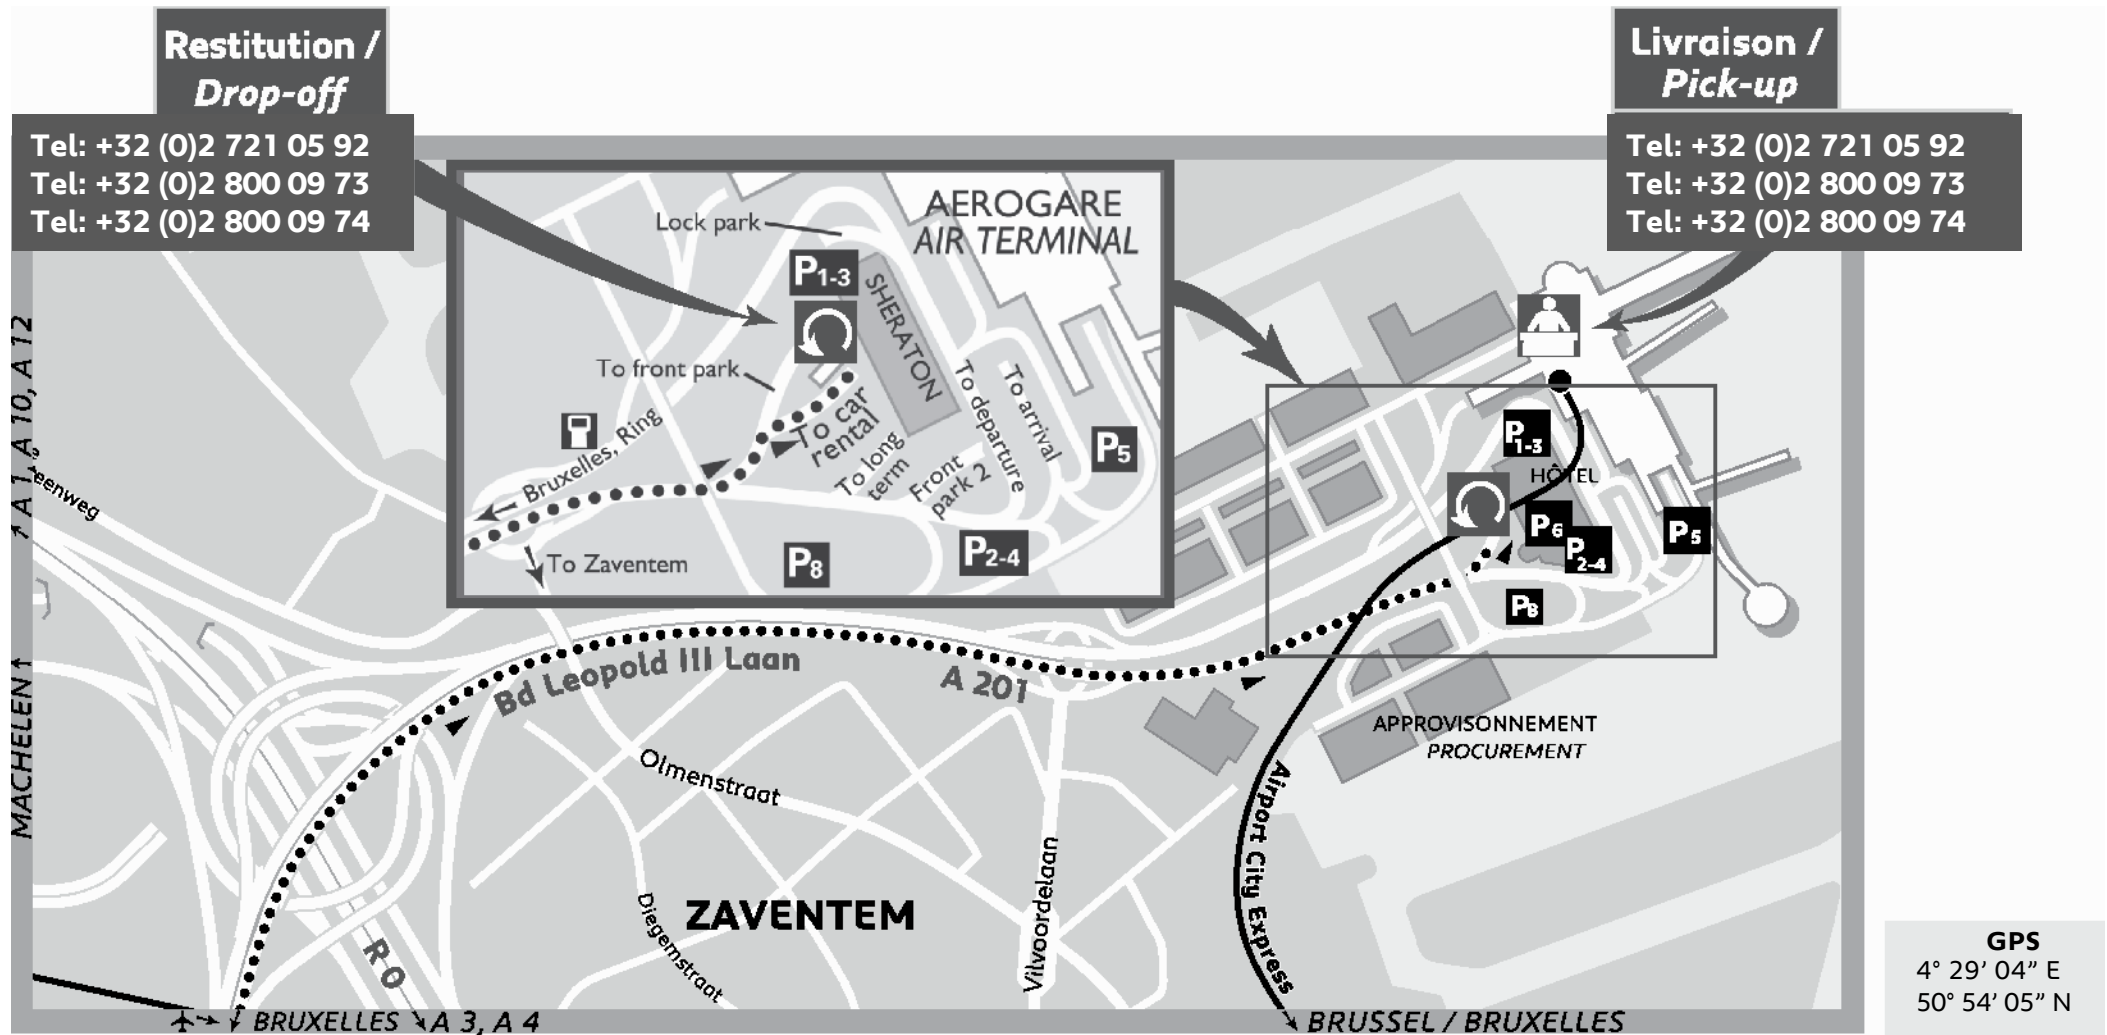 Restitution /
Drop-off
Tel: +32 (0)2 721 05 92
Tel: +32 (0)2 800 09 73
Tel: +32 (0)2 800 09 74
Livraison /
Pick-up
Tel: +32 (0)2 721 05 92
Tel: +32 (0)2 800 09 73
Tel: +32 (0)2 800 09 74
AEROGARE
AIR TERMINAL
Lock park
P1-3
SHERATON
To front park
To car
rental
To departure
To arrival
P5
Bruxelles, Ring
To long
term
Front
park 2
P2-4
P8
To Zaventem
A 1, A 10, A 12
eenweg
MACHELEN
P1-3
HÔTEL
P6
P2-4
P5
P8
Bd Leopold III Laan
A 201
APPROVISONNEMENT
PROCUREMENT
Olmenstraat
Airport City Express
Vilvoordelaan
Diegemstraat
ZAVENTEM
R 0
BRUXELLES
A 3, A 4
BRUSSEL / BRUXELLES
GPS
4° 29’ 04” E
50° 54’ 05” N